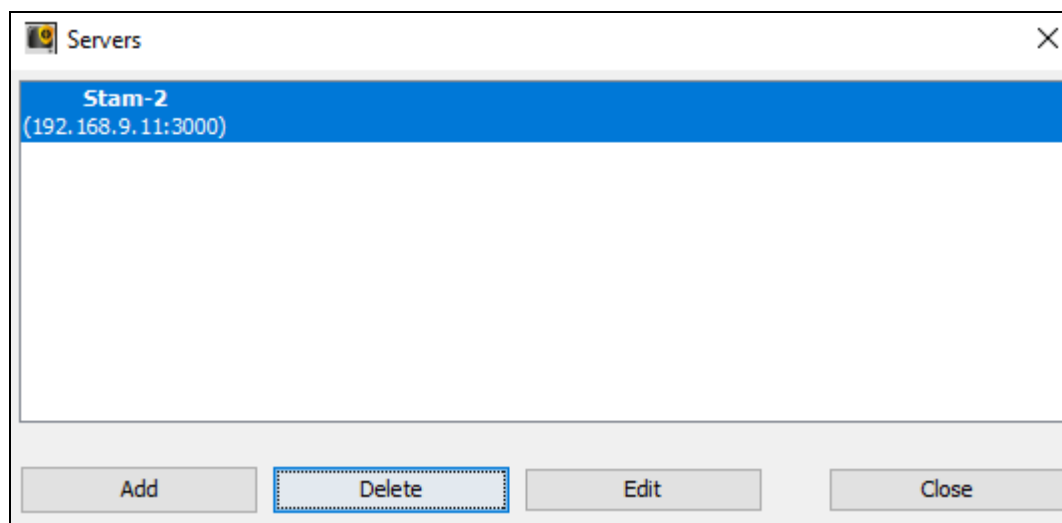 Servers
Stam-2
(192.168.9.11:3000)
Add
Delete
Edit
Close